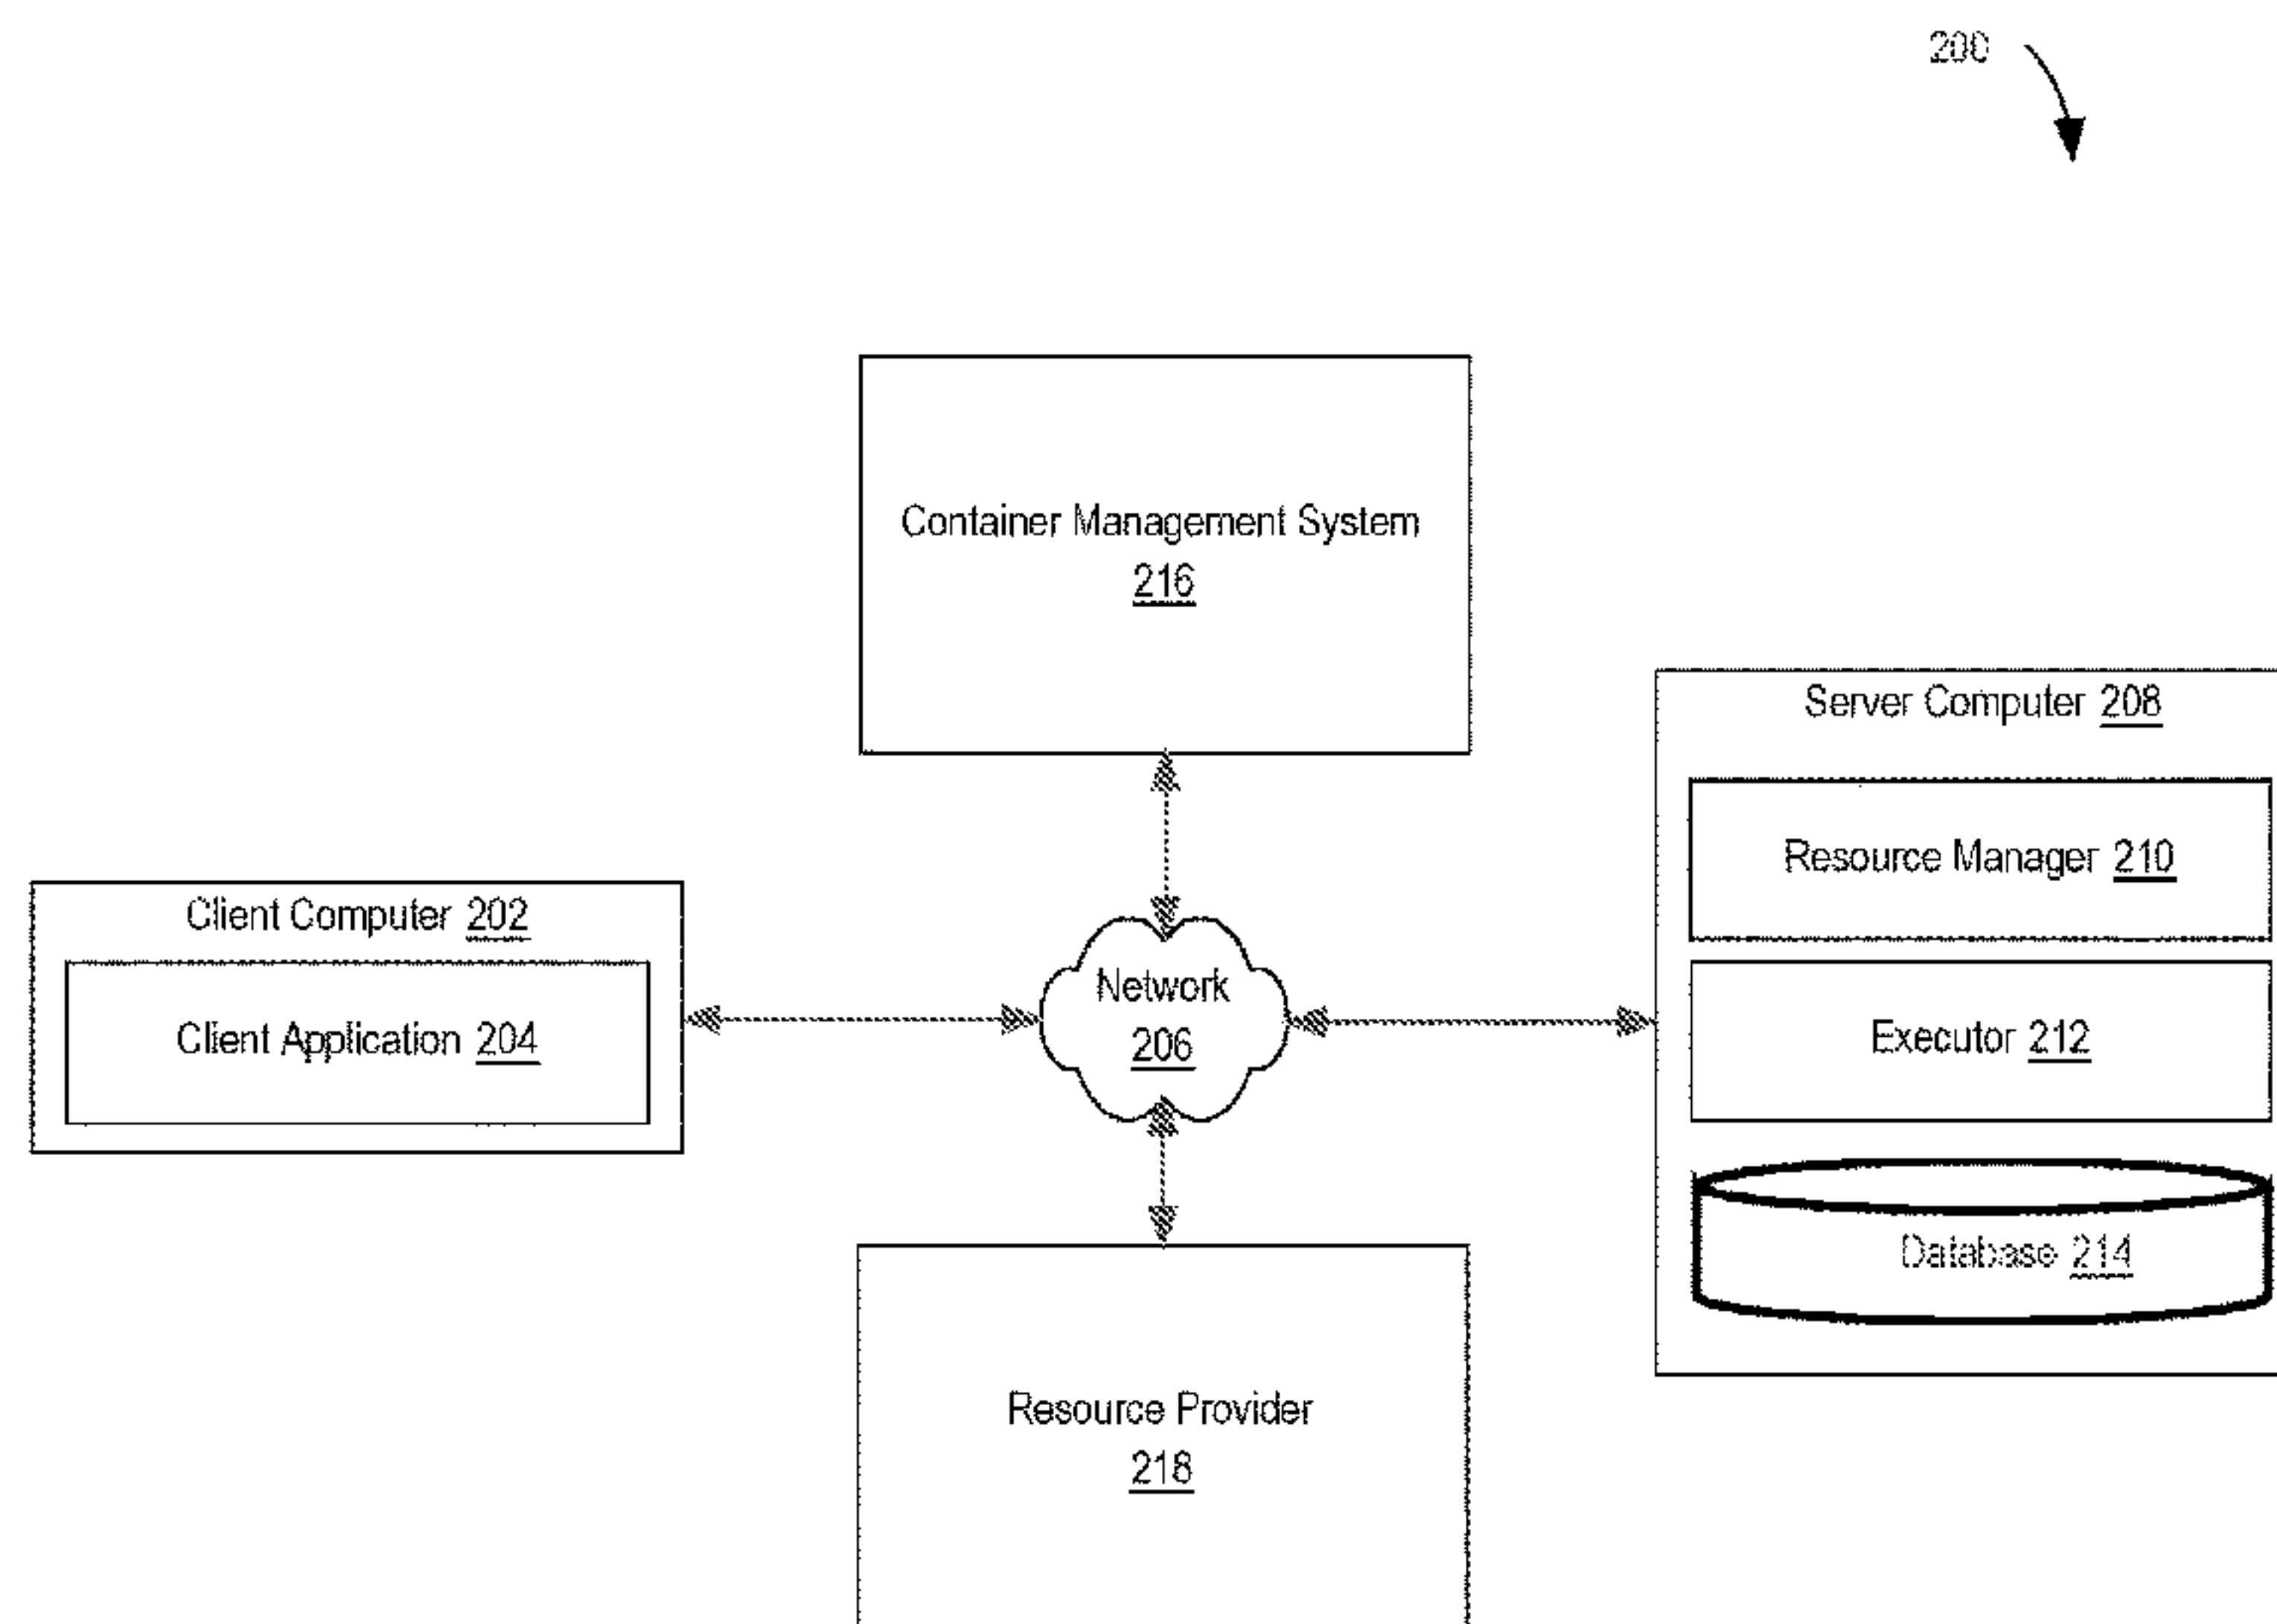 200
Container Management System
216
Server Computer 208
Resource Manager 210
Client Computer 202
Client Application 204
Network
206
Executor 212
Database 214
Resource Provider
218